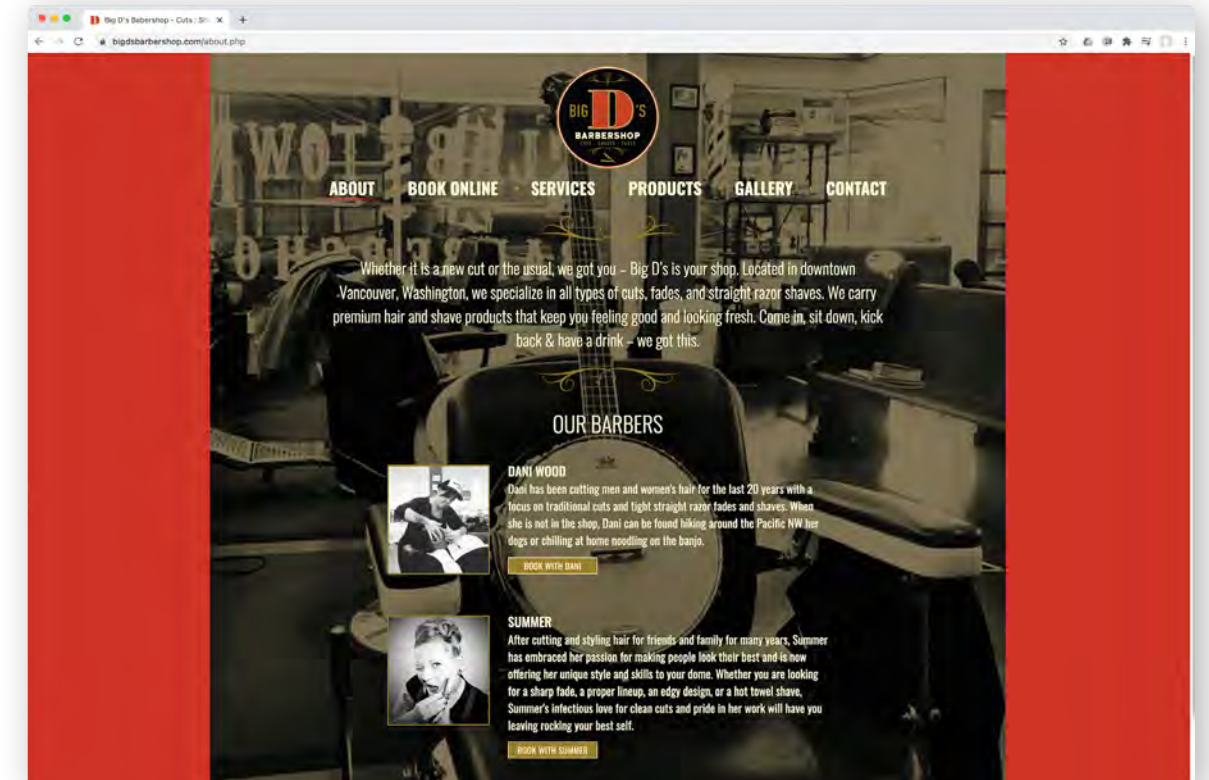 Big D's Babershop - Cuts : Sh
bigdsbarbershop.com/about.php
BIG D'S
BARBERSHOP
ABOUT BOOK ONLINE SERVICES PRODUCTS GALLERY CONTACT
Whether it is a new cut or the usual, we got you – Big D's is your shop. Located in downtown
Vancouver, Washington, we specialize in all types of cuts, fades, and straight razor shaves. We carry
premium hair and shave products that keep you feeling good and looking fresh. Come in, sit down, kick
back & have a drink – we got this.
OUR BARBERS
DANI WOOD
Dani has been cutting men and women's hair for the last 20 years with a
focus on traditional cuts and tight straight razor fades and shaves. When
she is not in the shop, Dani can be found hiking around the Pacific NW her
dogs or chilling at home noodling on the banjo.
BOOK WITH DANI
SUMMER
After cutting and styling hair for friends and family for many years, Summer
has embraced her passion for making people look their best and is now
offering her unique style and skills to your dome. Whether you are looking
for a sharp fade, a proper lineup, an edgy design, or a hot towel shave,
Summer's infectious love for clean cuts and pride in her work will have you
leaving rocking your best self.
BOOK WITH SUMMER